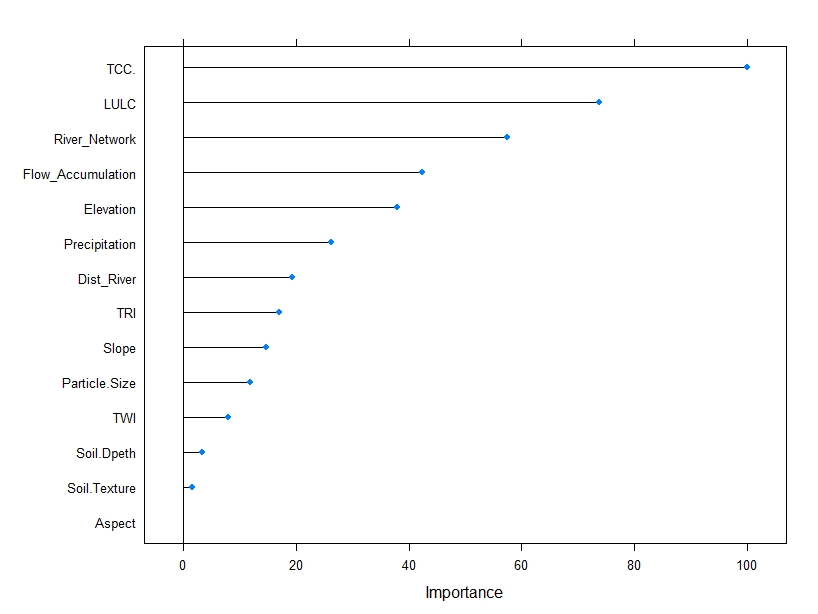 TCC.
LULC
River_Network
Flow_Accumulation
Elevation
Precipitation
Dist_River
TRI
Slope
Particle.Size
TWI
Soil.Dpeth
Soil.Texture
Aspect
0 20 40 60 80 100
Importance